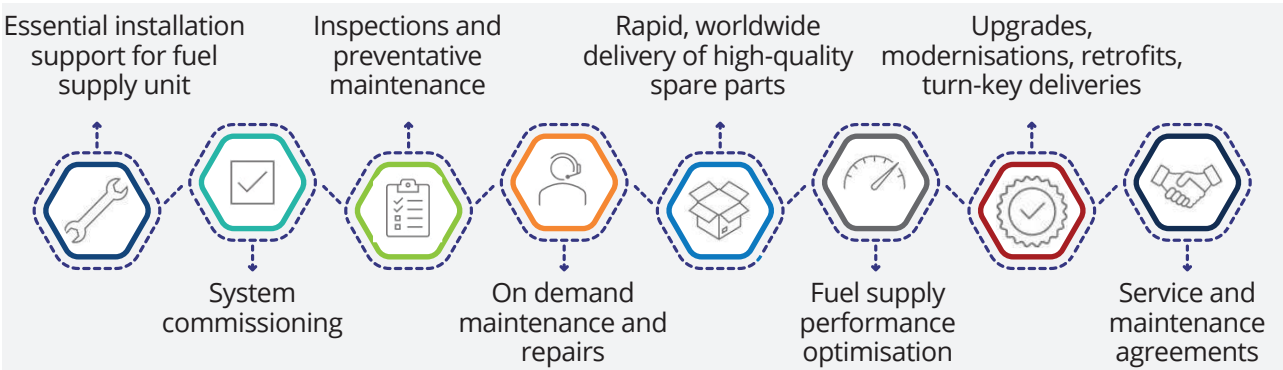 Essential installation
support for fuel
supply unit
System
commissioning
Inspections and
preventative
maintenance
On demand
maintenance and
repairs
Rapid, worldwide
delivery of high-quality
spare parts
Fuel supply
performance
optimisation
Upgrades,
modernisations, retrofits,
turn-key deliveries
Service and
maintenance
agreements